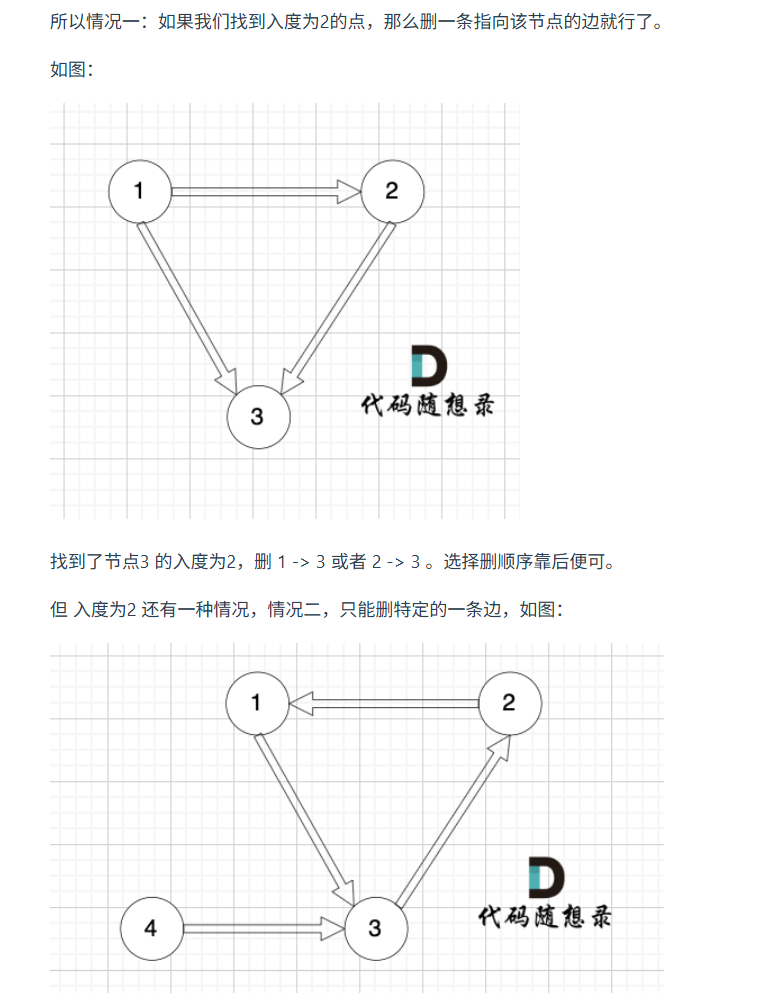 所以情况一：如果我们找到入度为2的点，那么删一条指向该节点的边就行了。
如图：
1
2
3
代码随想录
找到了节点3 的入度为2，删 1 -> 3 或者 2 -> 3 。选择删顺序靠后便可。
但 入度为2 还有一种情况，情况二，只能删特定的一条边，如图：
1
2
代码随想录
4
3